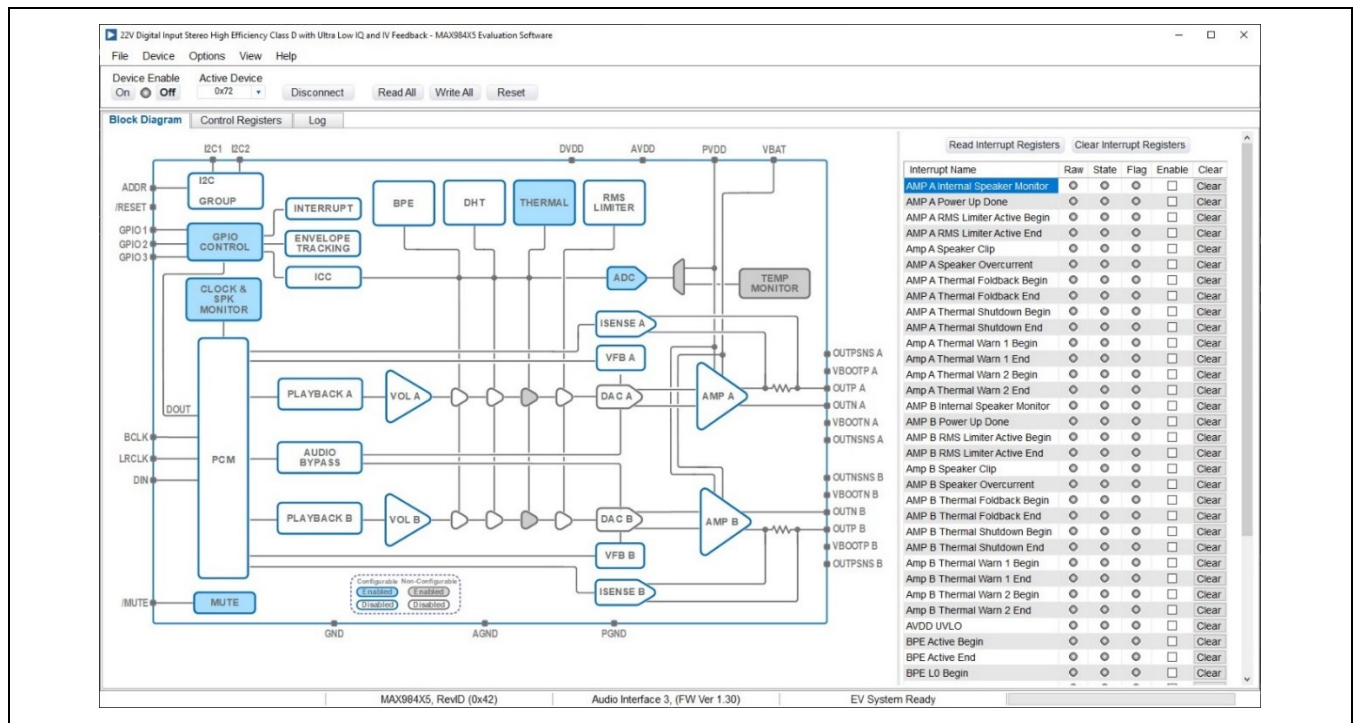 22V Digital Input Stereo High Efficiency Class D with Ultra Low IQ and IV Feedback - MAX984X5 Evaluation Software
File Device Options View Help
Device Enable Active Device
On Off 0x72 Disconnect Read All Write All Reset
Block Diagram Control Registers Log
I2C1 I2C2 DVDD AVDD PVDD VBAT
ADDR
/RESET
GPIO 1
GPIO 2
GPIO 3
I2C
GROUP
GPIO
CONTROL
INTERRUPT
ENVELOPE
TRACKING
ICC
BPE
DHT
THERMAL
RMS
LIMITER
CLOCK &
SPK
MONITOR
ADC
TEMP
MONITOR
ISENSE A
VFB A
PLAYBACK A
VOL A
DAC A
AMP A
DOUT
BCLK
LRCLK
DIN
PCM
AUDIO
BYPASS
PLAYBACK B
VOL B
DAC B
AMP B
VFB B
ISENSE B
OUTPSNS A
VBOOTP A
OUTP A
OUTN A
VBOOTN A
OUTNSNS A
OUTNSNS B
VBOOTN B
OUTN B
OUTP B
VBOOTP B
OUTPSNS B
/MUTE
MUTE
Configurable Non-Configurable
Enabled Enabled
Disabled Disabled
GND AGND PGND
Read Interrupt Registers Clear Interrupt Registers
Interrupt Name Raw State Flag Enable Clear
AMP A Internal Speaker Monitor Clear
AMP A Power Up Done Clear
AMP A RMS Limiter Active Begin Clear
AMP A RMS Limiter Active End Clear
Amp A Speaker Clip Clear
AMP A Speaker Overcurrent Clear
AMP A Thermal Foldback Begin Clear
AMP A Thermal Foldback End Clear
AMP A Thermal Shutdown Begin Clear
AMP A Thermal Shutdown End Clear
Amp A Thermal Warn 1 Begin Clear
AMP A Thermal Warn 1 End Clear
Amp A Thermal Warn 2 Begin Clear
Amp A Thermal Warn 2 End Clear
AMP B Internal Speaker Monitor Clear
AMP B Power Up Done Clear
AMP B RMS Limiter Active Begin Clear
AMP B RMS Limiter Active End Clear
Amp B Speaker Clip Clear
AMP B Speaker Overcurrent Clear
AMP B Thermal Foldback Begin Clear
AMP B Thermal Foldback End Clear
AMP B Thermal Shutdown Begin Clear
AMP B Thermal Shutdown End Clear
Amp B Thermal Warn 1 Begin Clear
Amp B Thermal Warn 1 End Clear
Amp B Thermal Warn 2 Begin Clear
Amp B Thermal Warn 2 End Clear
AVDD UVLO Clear
BPE Active Begin Clear
BPE Active End Clear
BPE L0 Begin Clear
MAX984X5, RevID (0x42) Audio Interface 3, (FW Ver 1.30) EV System Ready